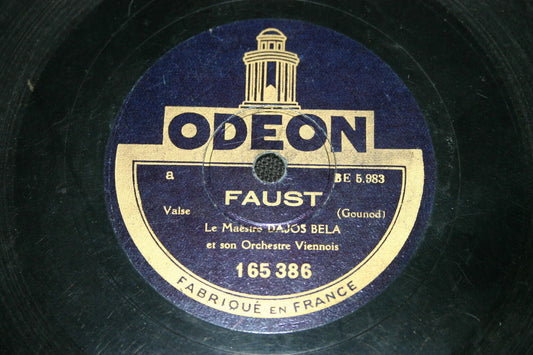 ODEON
a BE 5.983
FAUST
Valse (Gounod)
Le Maestro DAJOS BELA
et son Orchestre Viennois
165 386
FABRIQUÉ EN FRANCE